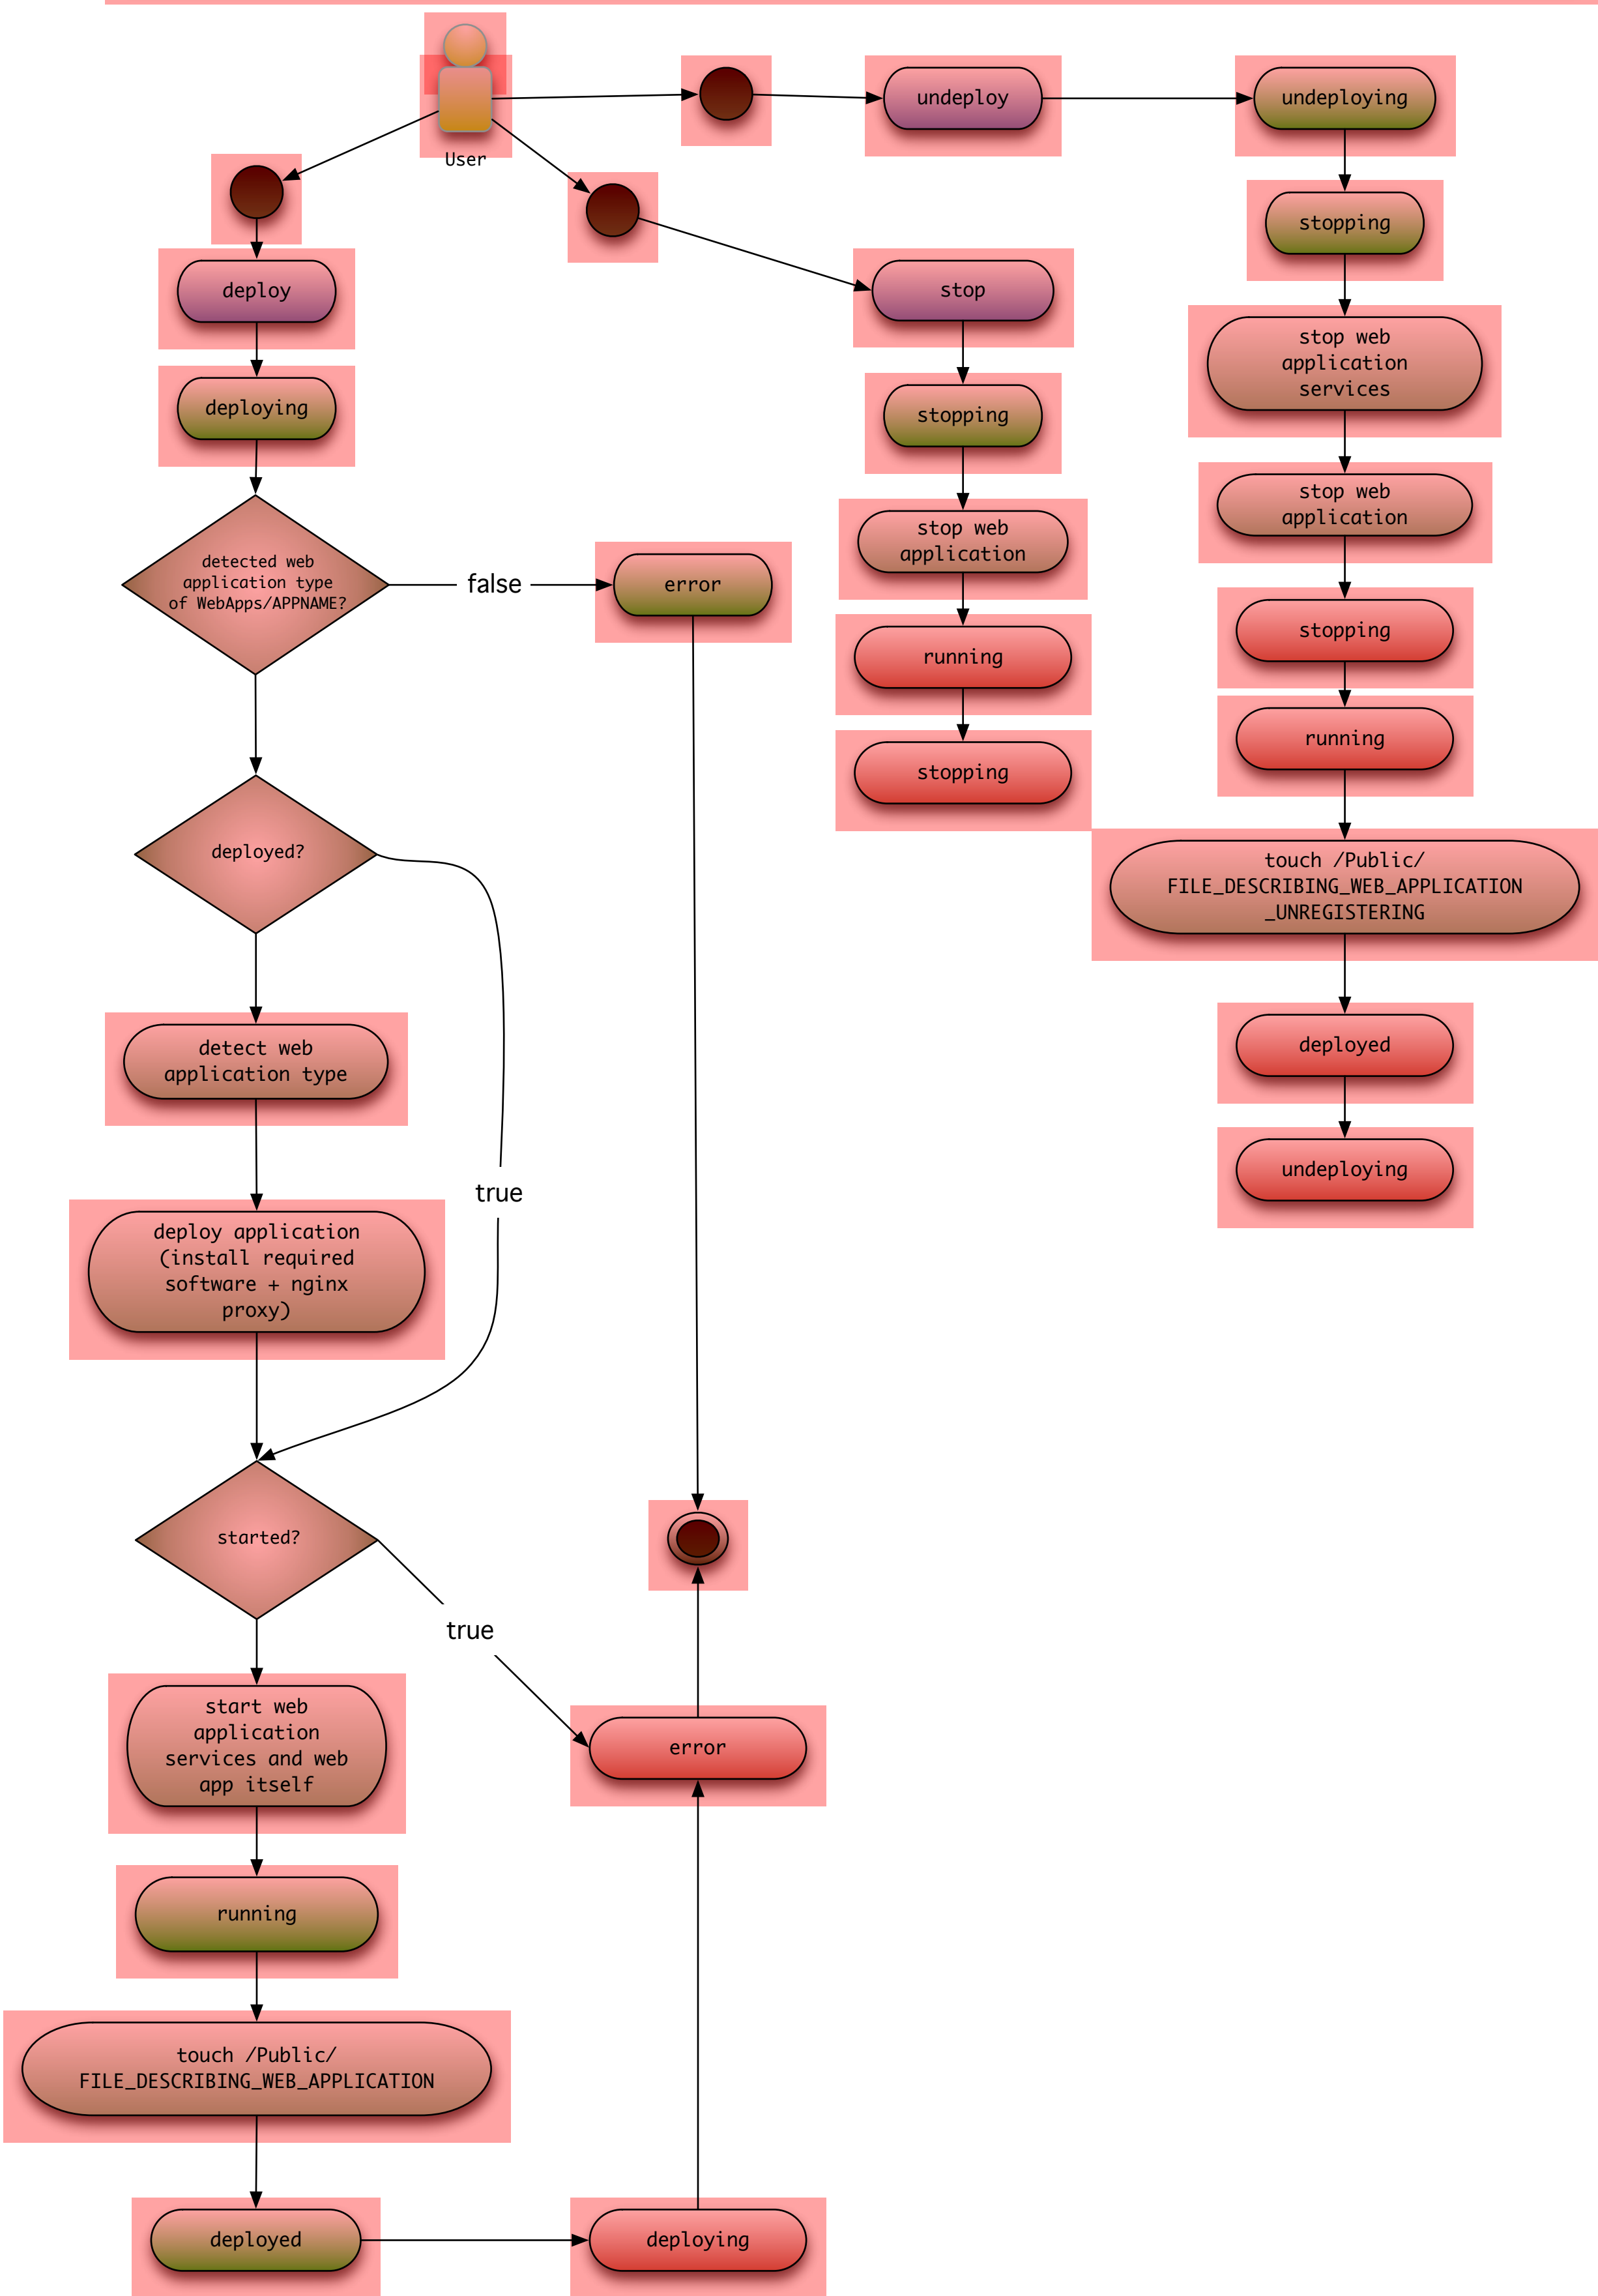 User
undeploy
undeploying
stopping
stop web
application
services
stop web
application
stopping
running
touch /Public/
FILE_DESCRIBING_WEB_APPLICATION
_UNREGISTERING
deployed
undeploying
stop
stopping
stop web
application
running
stopping
deploy
deploying
detected web
application type
of WebApps/APPNAME?
false
error
deployed?
true
detect web
application type
deploy application
(install required
software + nginx
proxy)
started?
true
error
start web
application
services and web
app itself
running
touch /Public/
FILE_DESCRIBING_WEB_APPLICATION
deployed
deploying